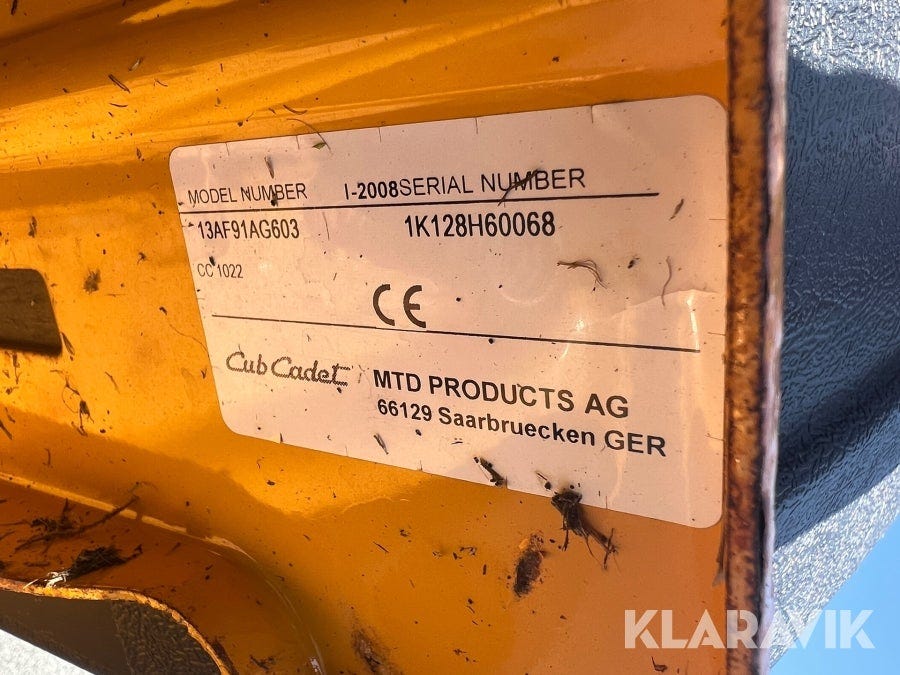 MODEL NUMBER I-2008SERIAL NUMBER
13AF91AG603 1K128H60068
CC 1022
CE
Cub Cadet MTD PRODUCTS AG
66129 Saarbruecken GER
KLARAVIK